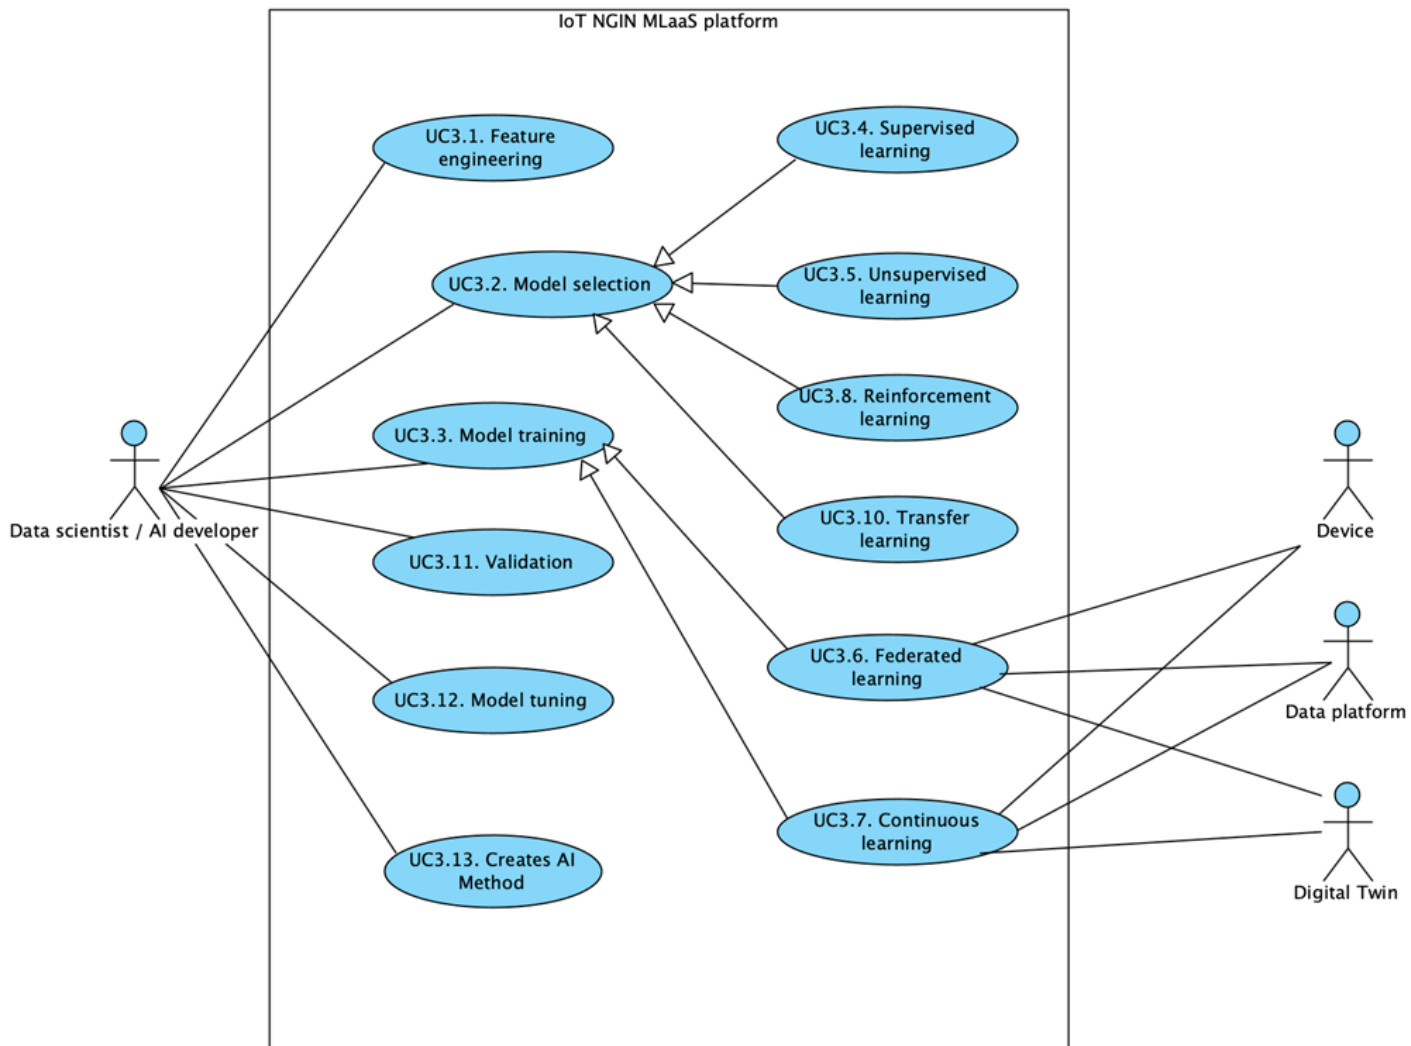 IoT NGIN MLaaS platform
UC3.1. Feature
engineering
UC3.4. Supervised
learning
UC3.2. Model selection
UC3.5. Unsupervised
learning
UC3.8. Reinforcement
learning
UC3.3. Model training
UC3.10. Transfer
learning
Data scientist / AI developer
Device
UC3.11. Validation
UC3.6. Federated
learning
UC3.12. Model tuning
Data platform
UC3.7. Continuous
learning
UC3.13. Creates AI
Method
Digital Twin